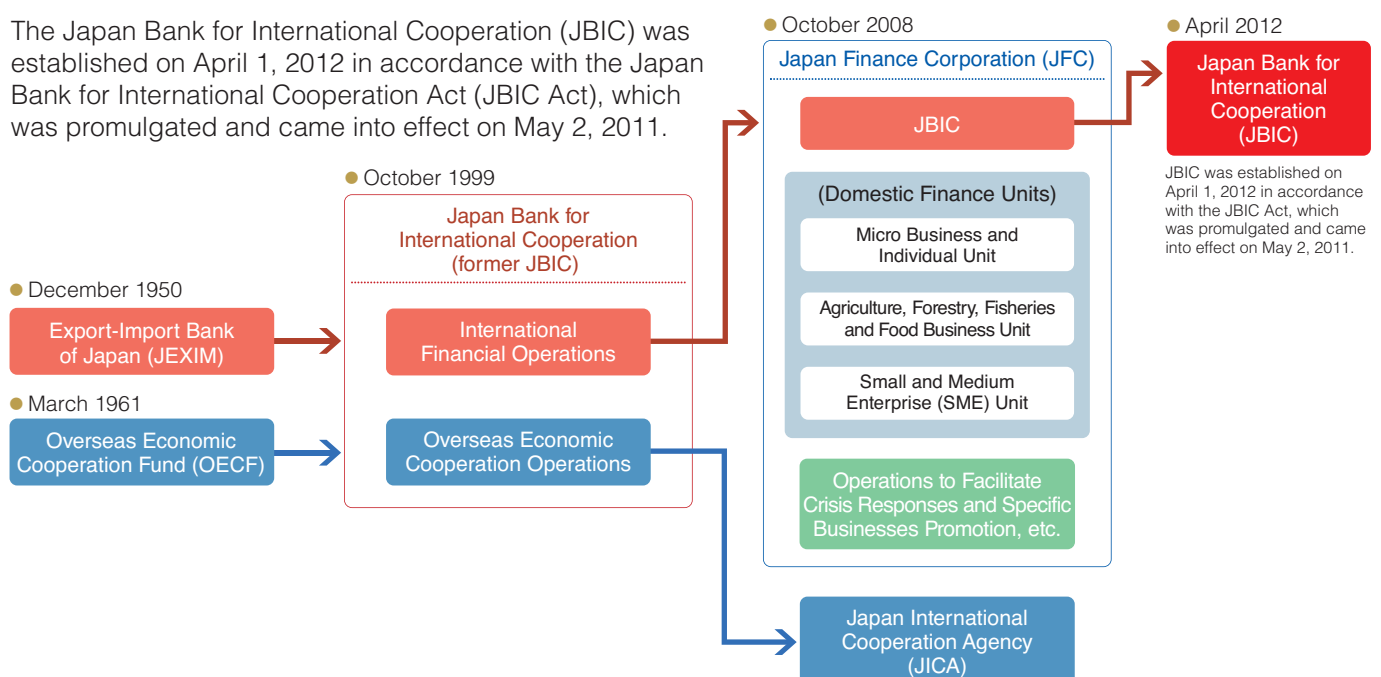 The Japan Bank for International Cooperation (JBIC) was
established on April 1, 2012 in accordance with the Japan
Bank for International Cooperation Act (JBIC Act), which
was promulgated and came into effect on May 2, 2011.
December 1950
Export-Import Bank
of Japan (JEXIM)
March 1961
Overseas Economic
Cooperation Fund (OECF)
October 1999
Japan Bank for
International Cooperation
(former JBIC)
International
Financial Operations
Overseas Economic
Cooperation Operations
October 2008
Japan Finance Corporation (JFC)
JBIC
(Domestic Finance Units)
Micro Business and
Individual Unit
Agriculture, Forestry, Fisheries
and Food Business Unit
Small and Medium
Enterprise (SME) Unit
Operations to Facilitate
Crisis Responses and Specific
Businesses Promotion, etc.
Japan International
Cooperation Agency
(JICA)
April 2012
Japan Bank for
International
Cooperation
(JBIC)
JBIC was established on
April 1, 2012 in accordance
with the JBIC Act, which
was promulgated and came
into effect on May 2, 2011.